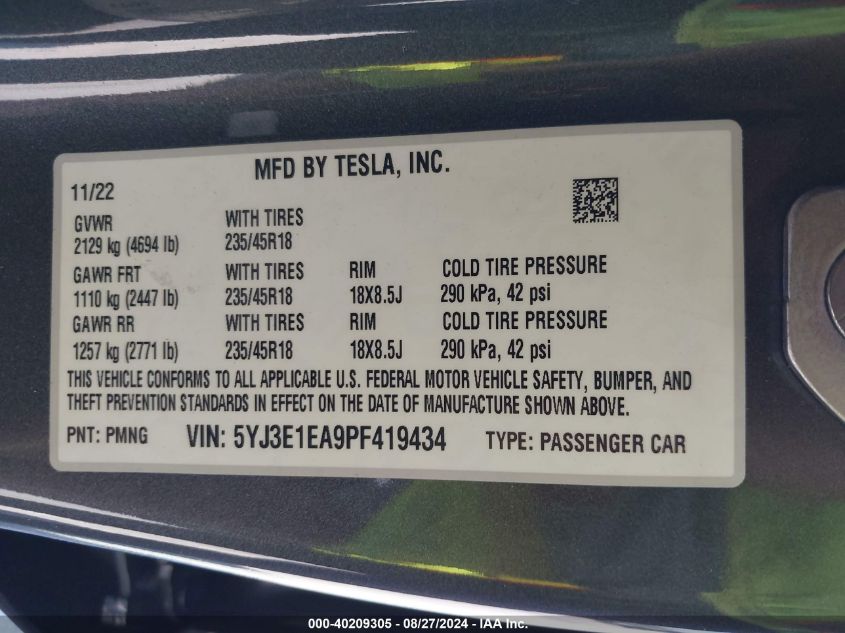 MFD BY TESLA, INC.
11/22
GVWR WITH TIRES
2129 kg (4694 lb) 235/45R18
GAWR FRT WITH TIRES RIM COLD TIRE PRESSURE
1110 kg (2447 lb) 235/45R18 18X8.5J 290 kPa, 42 psi
GAWR RR WITH TIRES RIM COLD TIRE PRESSURE
1257 kg (2771 lb) 235/45R18 18X8.5J 290 kPa, 42 psi
THIS VEHICLE CONFORMS TO ALL APPLICABLE U.S. FEDERAL MOTOR VEHICLE SAFETY, BUMPER, AND
THEFT PREVENTION STANDARDS IN EFFECT ON THE DATE OF MANUFACTURE SHOWN ABOVE.
PNT: PMNG VIN: 5YJ3E1EA9PF419434 TYPE: PASSENGER CAR
000-40209305 - 08/27/2024 - IAA Inc.